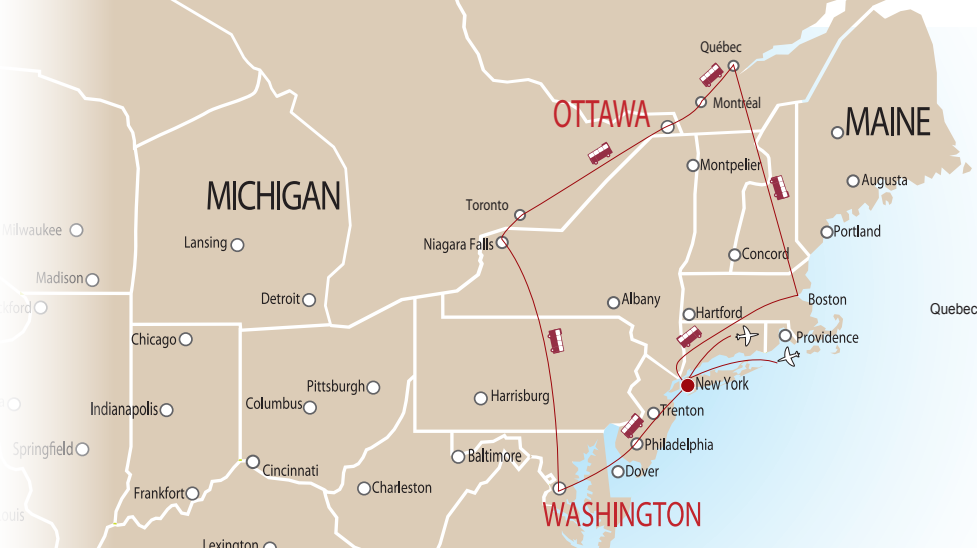 Québec
Montréal
OTTAWA
MAINE
Montpelier
Augusta
MICHIGAN
Toronto
Milwaukee
Lansing
Niagara Falls
Portland
Concord
Madison
Detroit
Albany
Boston
ckford
Hartford
Quebec
Chicago
Providence
Pittsburgh
New York
Harrisburg
Columbus
Indianapolis
Trenton
Philadelphia
Springfield
Baltimore
Cincinnati
Dover
Charleston
Frankfort
WASHINGTON
ouis
Lexington